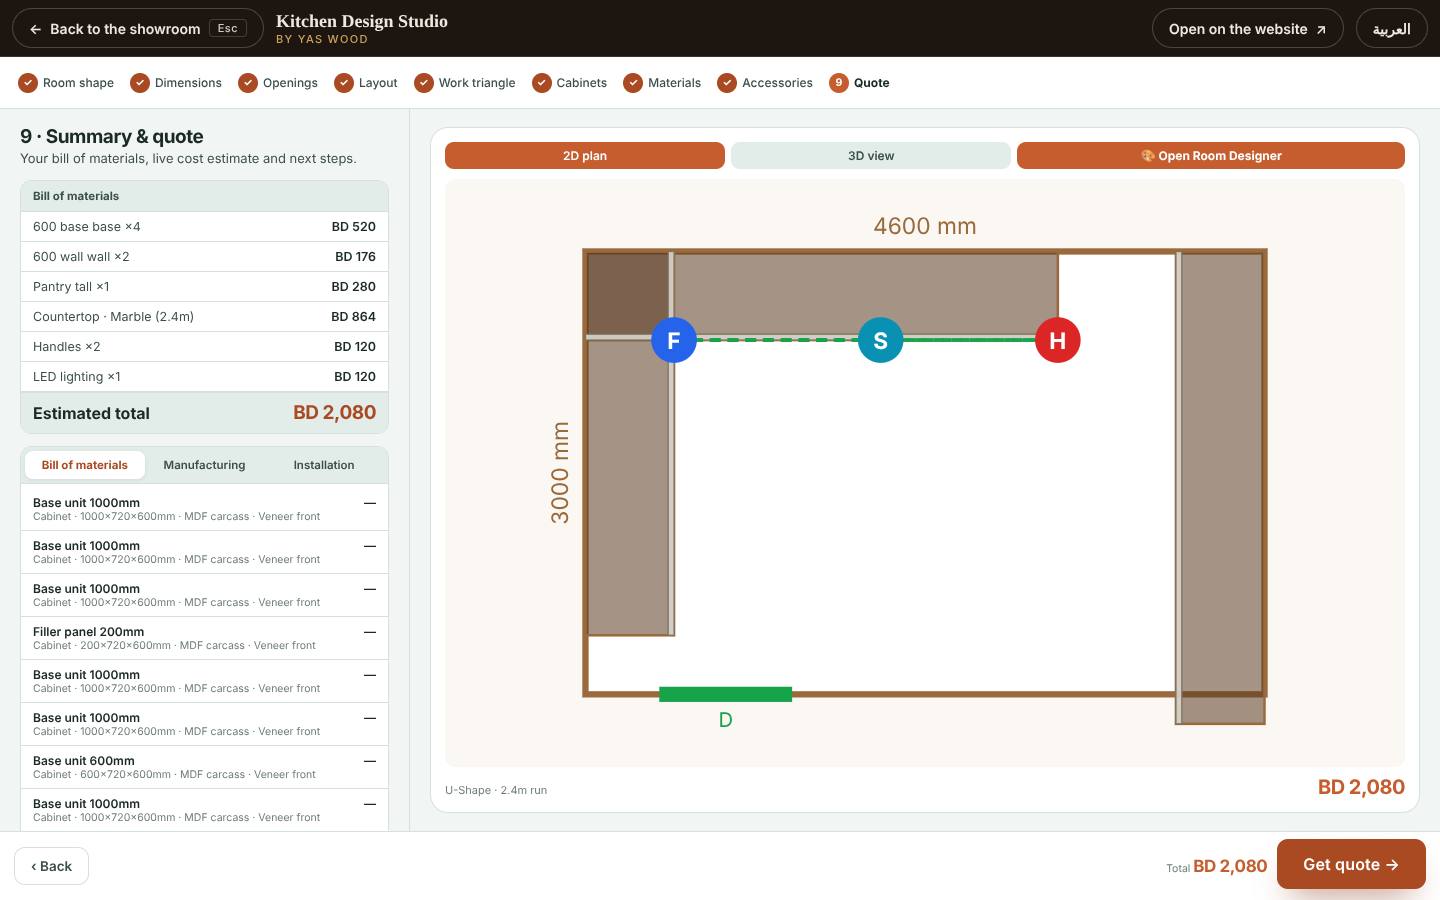 ← Back to the showroom Esc
Kitchen Design Studio
BY YAS WOOD
Open on the website ↗
العربية
Room shape
Dimensions
Openings
Layout
Work triangle
Cabinets
Materials
Accessories
9 Quote
9 · Summary & quote
Your bill of materials, live cost estimate and next steps.
Bill of materials
600 base base ×4 BD 520
600 wall wall ×2 BD 176
Pantry tall ×1 BD 280
Countertop · Marble (2.4m) BD 864
Handles ×2 BD 120
LED lighting ×1 BD 120
Estimated total BD 2,080
Bill of materials Manufacturing Installation
Base unit 1000mm —
Cabinet · 1000×720×600mm · MDF carcass · Veneer front
Base unit 1000mm —
Cabinet · 1000×720×600mm · MDF carcass · Veneer front
Base unit 1000mm —
Cabinet · 1000×720×600mm · MDF carcass · Veneer front
Filler panel 200mm —
Cabinet · 200×720×600mm · MDF carcass · Veneer front
Base unit 1000mm —
Cabinet · 1000×720×600mm · MDF carcass · Veneer front
Base unit 1000mm —
Cabinet · 1000×720×600mm · MDF carcass · Veneer front
Base unit 600mm —
Cabinet · 600×720×600mm · MDF carcass · Veneer front
Base unit 1000mm —
Cabinet · 1000×720×600mm · MDF carcass · Veneer front
2D plan
3D view
🎨 Open Room Designer
4600 mm
3000 mm
F
S
H
D
U-Shape · 2.4m run
BD 2,080
‹ Back
Total BD 2,080
Get quote →